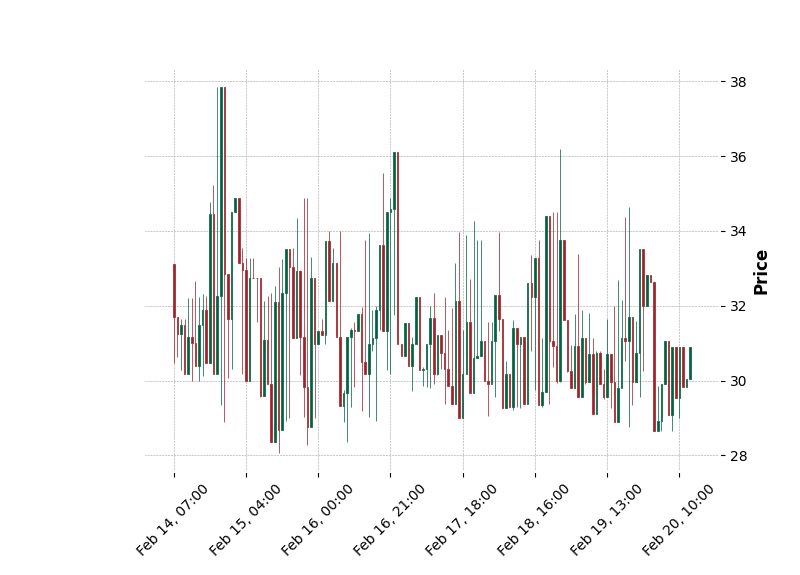 38
36
34
32
30
28
Price
Feb 14, 07:00
Feb 15, 04:00
Feb 16, 00:00
Feb 16, 21:00
Feb 17, 18:00
Feb 18, 16:00
Feb 19, 13:00
Feb 20, 10:00